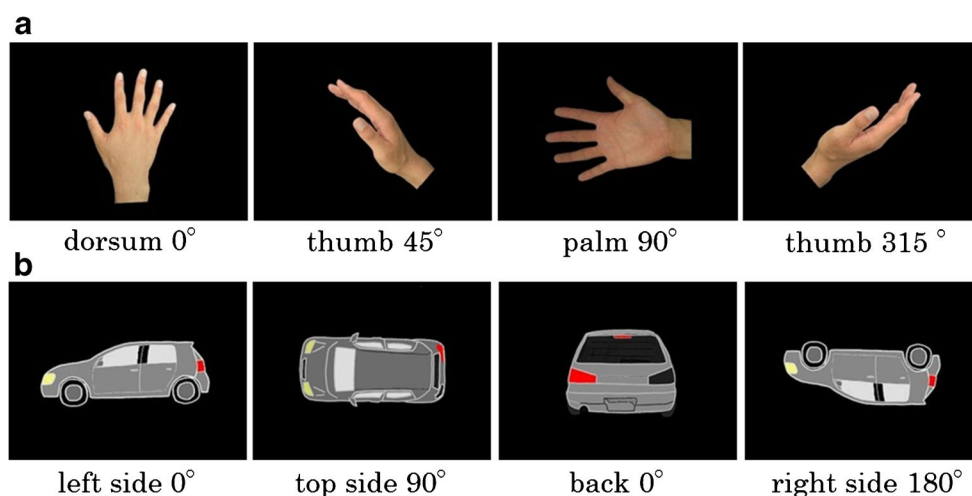 a
dorsum 0°
thumb 45°
palm 90°
thumb 315 °
b
left side 0°
top side 90°
back 0°
right side 180°